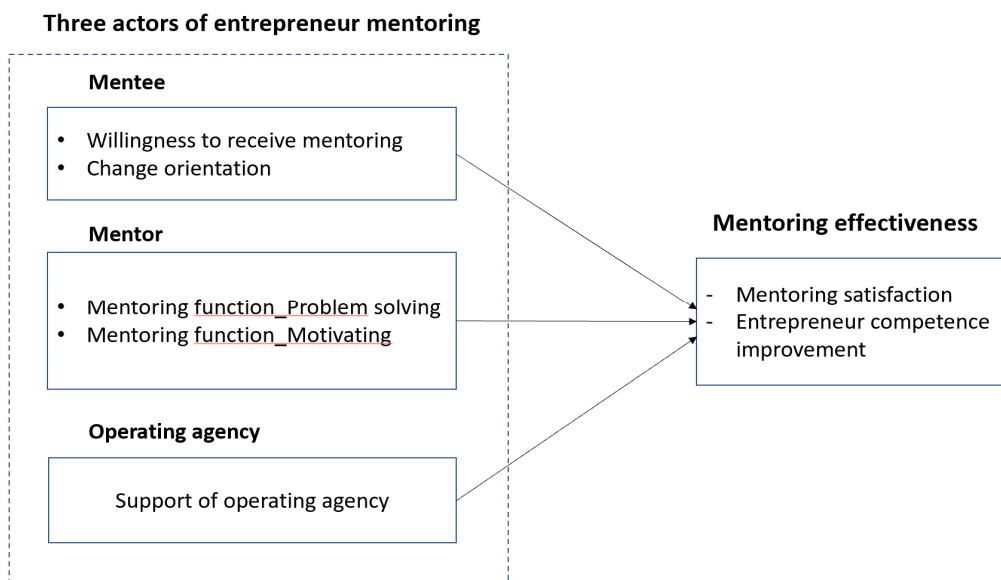 Three actors of entrepreneur mentoring
Mentee
• Willingness to receive mentoring
• Change orientation
Mentor
• Mentoring function_Problem solving
• Mentoring function_Motivating
Operating agency
Support of operating agency
Mentoring effectiveness
- Mentoring satisfaction
- Entrepreneur competence
improvement